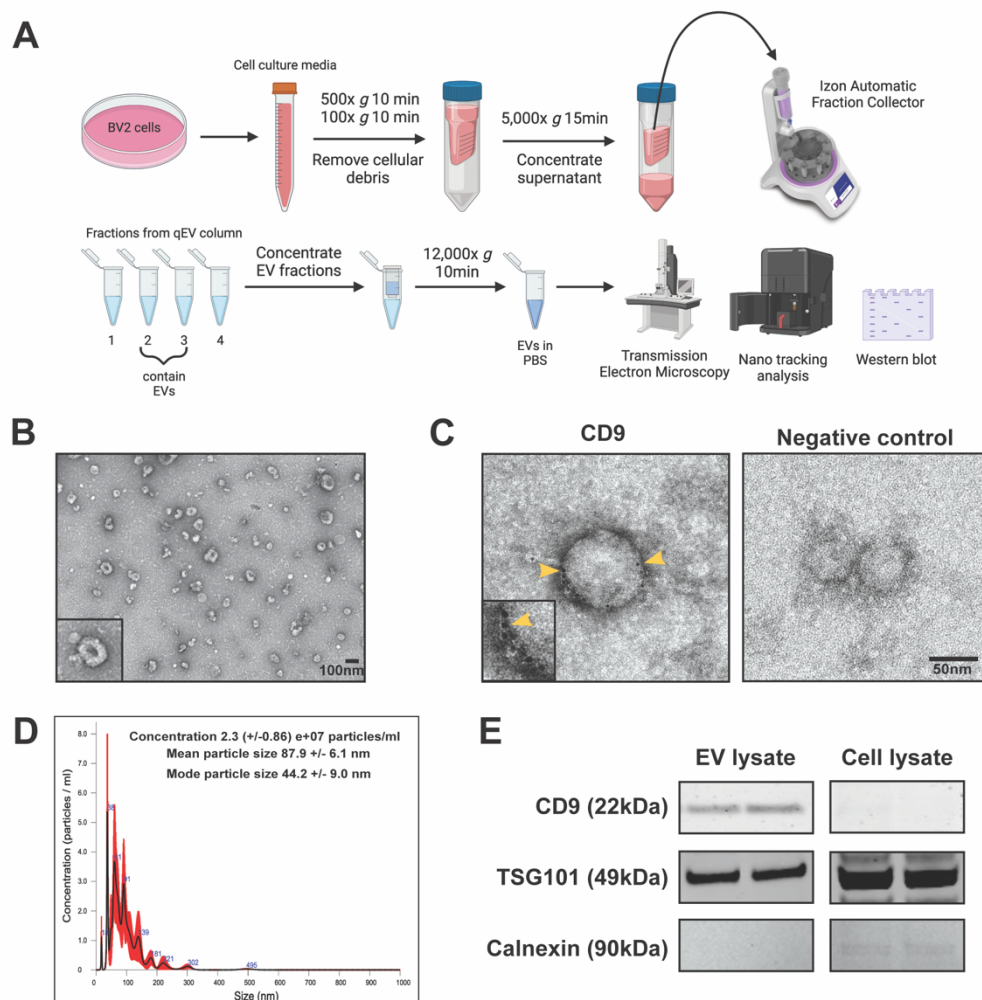 A
Cell culture media
BV2 cells
500x g 10 min
100x g 10 min
Remove cellular
debris
5,000x g 15min
Concentrate
supernatant
Izon Automatic
Fraction Collector
Fractions from qEV column
1 2 3 4
contain
EVs
Concentrate
EV fractions
12,000x g
10min
EVs in
PBS
Transmission
Electron Microscopy
Nano tracking
analysis
Western blot
B
100nm
C
CD9
Negative control
50nm
D
Concentration 2.3 (+/-0.86) e+07 particles/ml
Mean particle size 87.9 +/- 6.1 nm
Mode particle size 44.2 +/- 9.0 nm
Concentration (particles / ml)
8.0
7.0
6.0
5.0
4.0
3.0
2.0
1.0
0
302
495
0 100 200 300 400 500 600 700 800 900 1000
Size (nm)
E
EV lysate
Cell lysate
CD9 (22kDa)
TSG101 (49kDa)
Calnexin (90kDa)